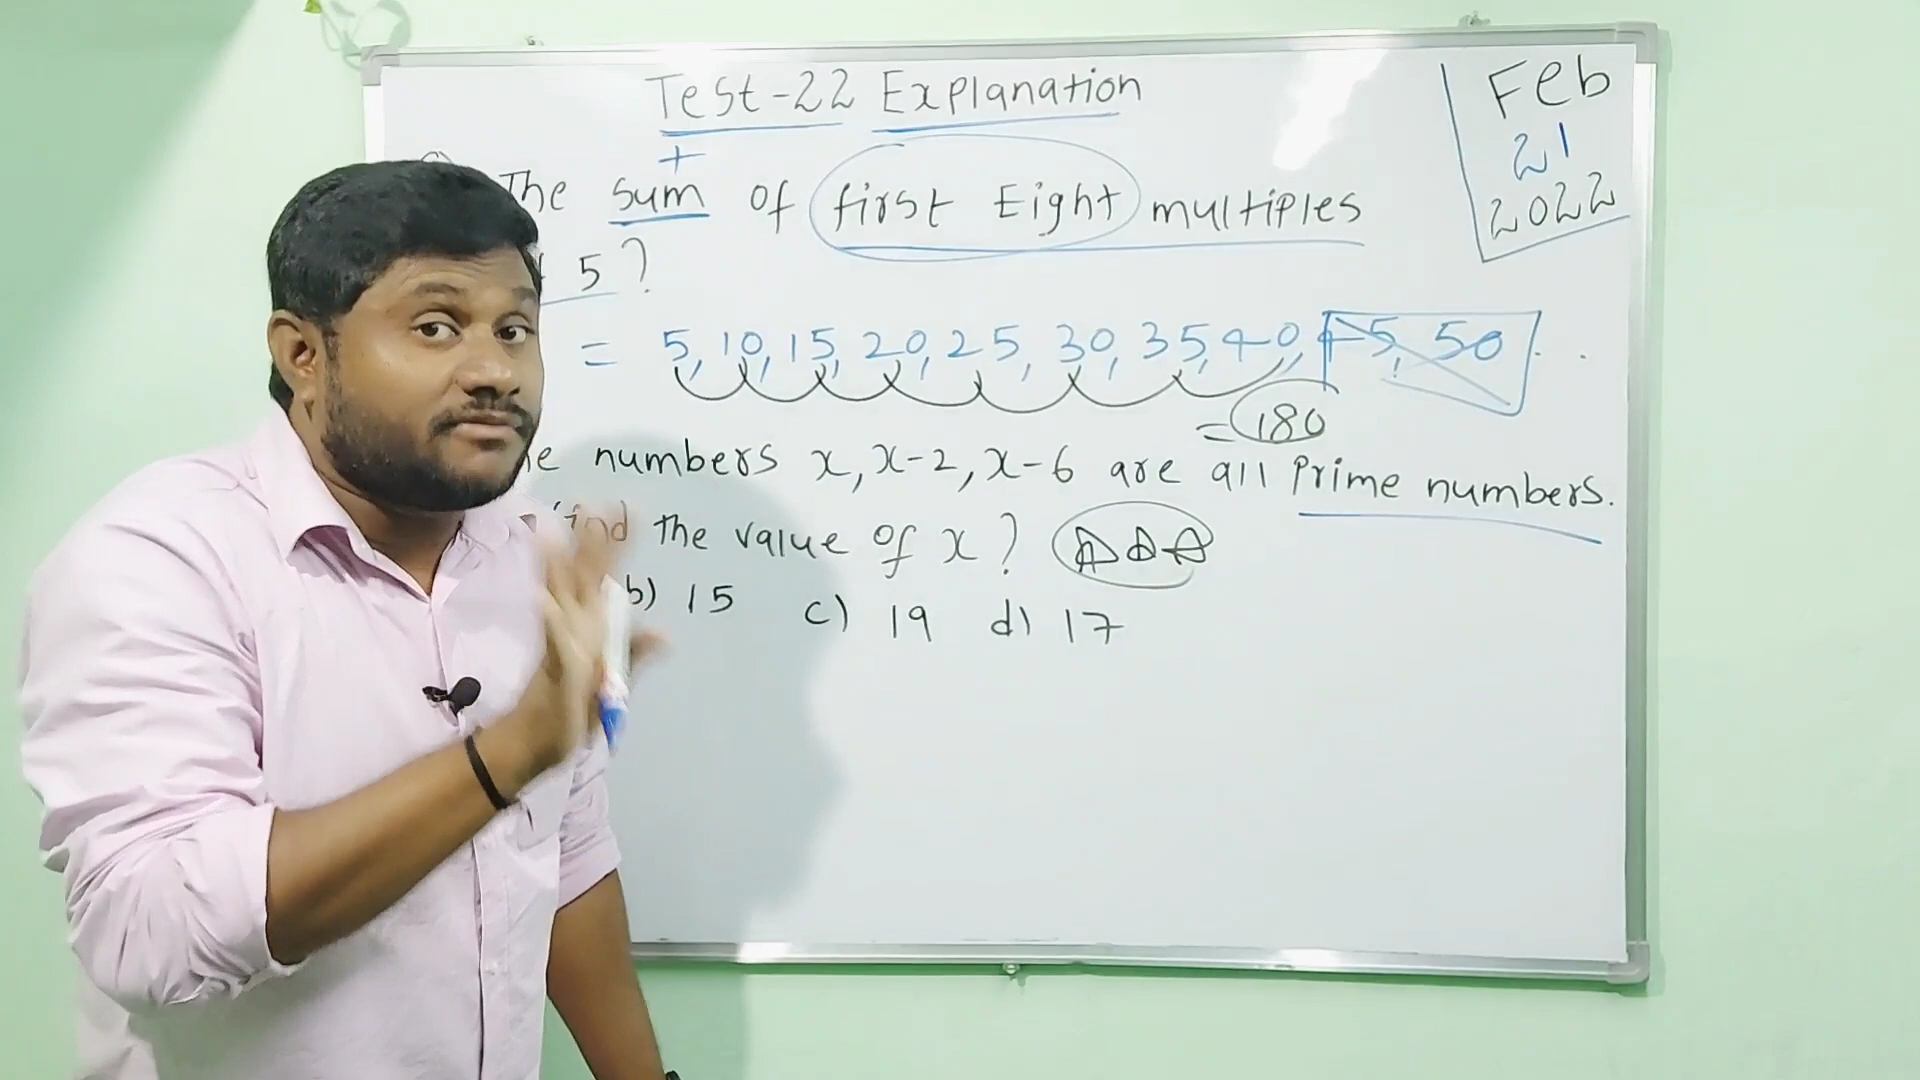 Test-22 Explanation
Feb
21
2022
+
The sum of first Eight multiples
5?
= 5, 10, 15, 20, 25, 30, 35, 40, 45, 50 . .
= 180
numbers x, x-2, x-6 are all prime numbers.
find the value of x?
b) 15 c) 19 d) 17